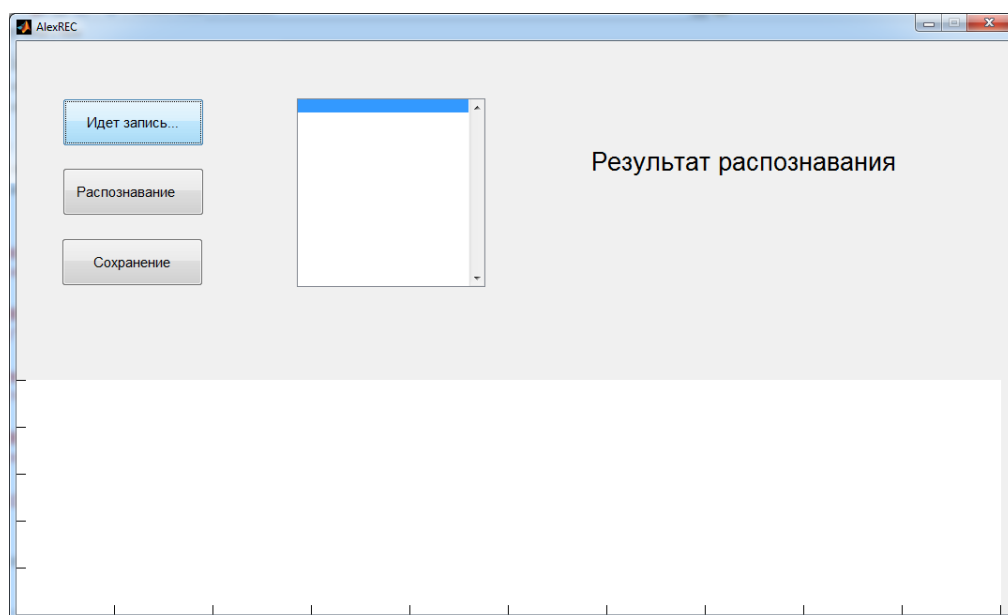 AlexREC
Идет запись...
Распознавание
Сохранение
Результат распознавания